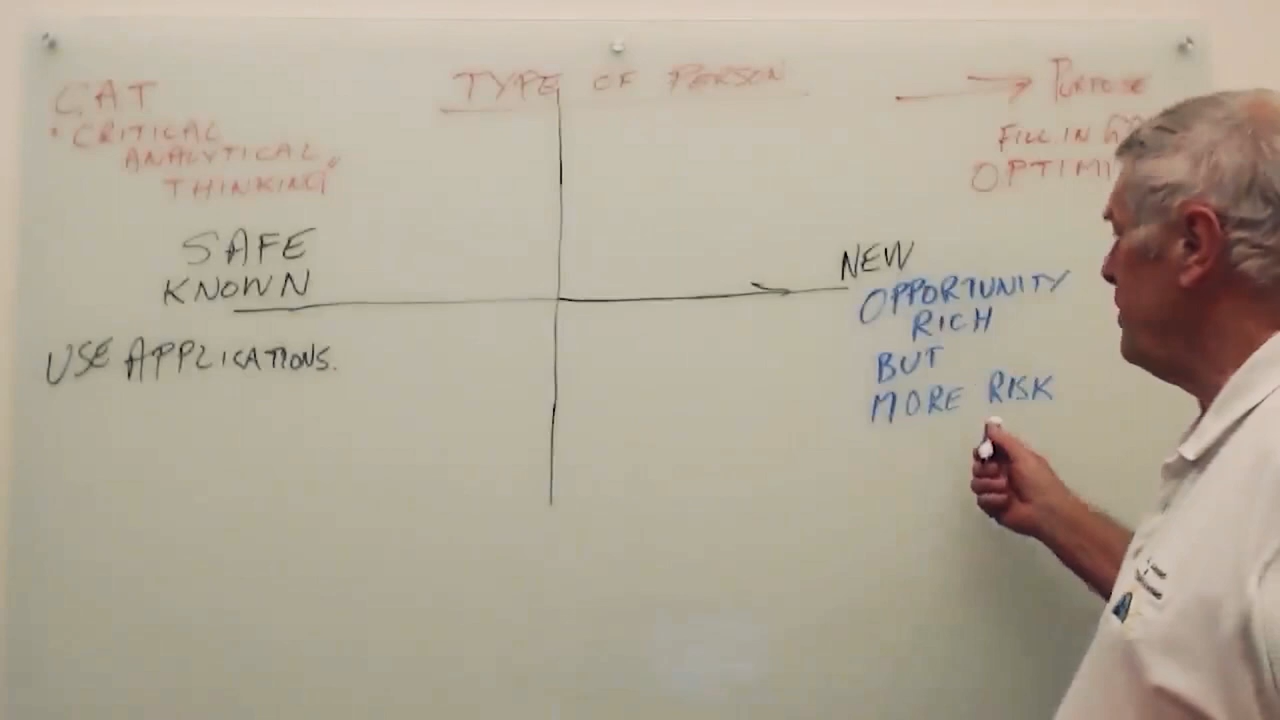 CAT
"CRITICAL
ANALYTICAL
THINKING"
TYPE OF PERSON
PURPOSE
FILL IN
SAFE
KNOWN
USE APPLICATIONS.
NEW
OPPORTUNITY
RICH
BUT
MORE RISK